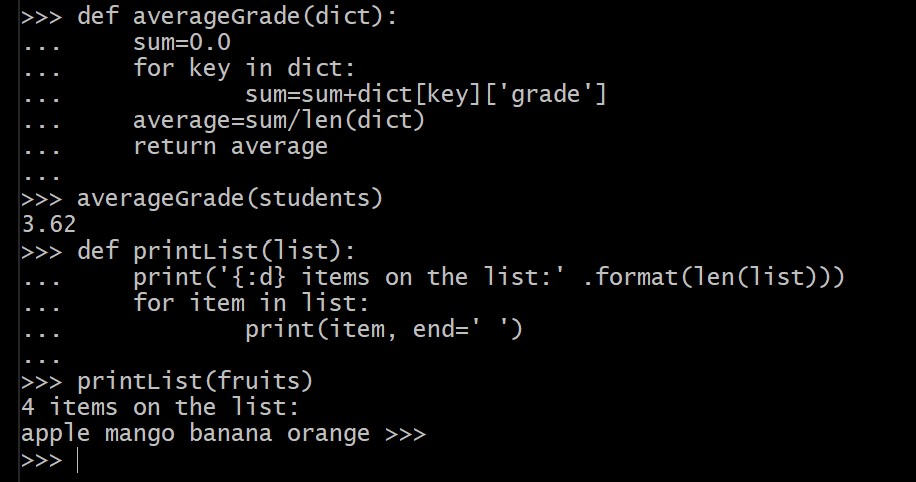 >>> def averageGrade(dict):
...     sum=0.0
...     for key in dict:
...             sum=sum+dict[key]['grade']
...     average=sum/len(dict)
...     return average
...
>>> averageGrade(students)
3.62
>>> def printList(list):
...     print('{:d} items on the list:' .format(len(list)))
...     for item in list:
...             print(item, end=' ')
...
>>> printList(fruits)
4 items on the list:
apple mango banana orange >>>
>>>